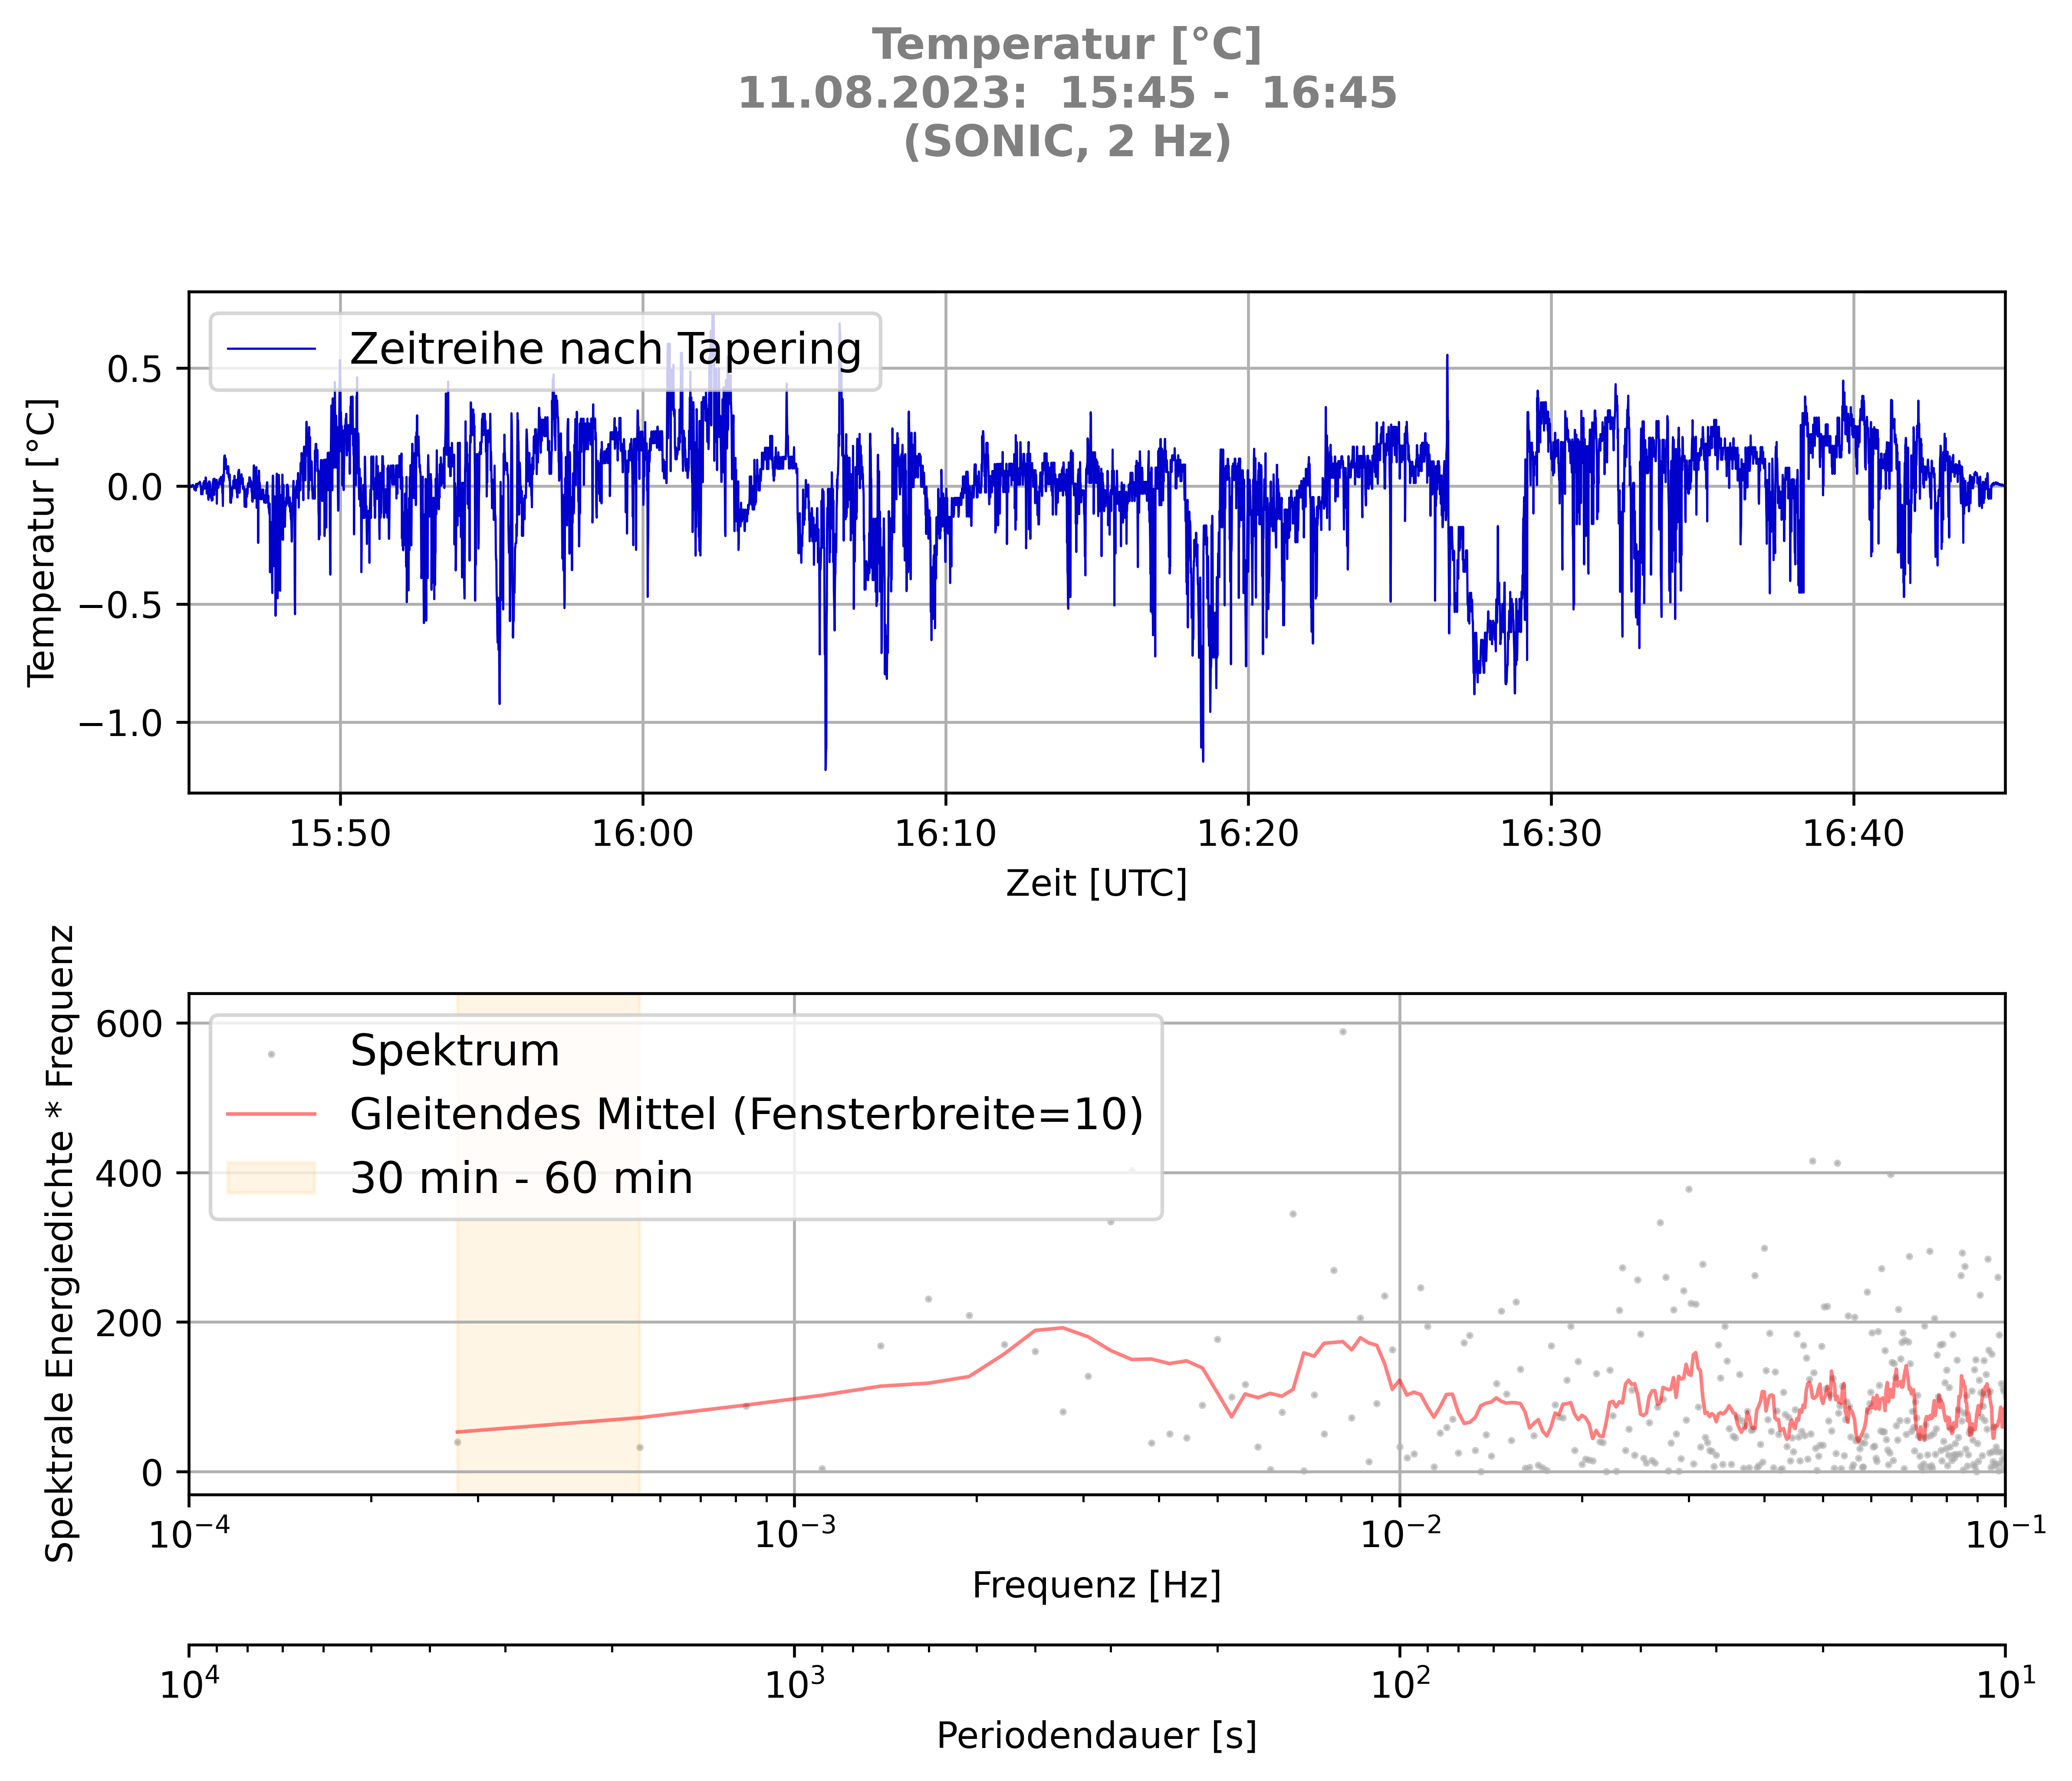 Temperatur [°C]
11.08.2023:  15:45 -  16:45
(SONIC, 2 Hz)
Temperatur [°C]
0.5
0.0
−0.5
−1.0
Zeitreihe nach Tapering
15:50 16:00 16:10 16:20 16:30 16:40
Zeit [UTC]
Spektrale Energiedichte * Frequenz
600
400
200
0
Spektrum
Gleitendes Mittel (Fensterbreite=10)
30 min - 60 min
10⁻⁴ 10⁻³ 10⁻² 10⁻¹
Frequenz [Hz]
10⁴ 10³ 10² 10¹
Periodendauer [s]